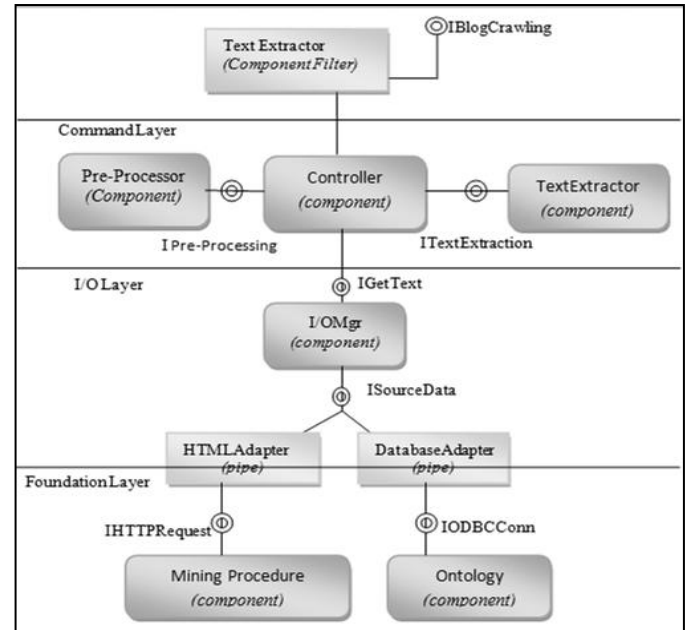 IBlogCrawling
Text Extractor
(ComponentFilter)
CommandLayer
Pre-Processor
(Component)
Controller
(component)
TextExtractor
(component)
I Pre-Processing
ITextExtraction
I/OLayer
IGetText
I/OMgr
(component)
ISourceData
HTMLAdapter
(pipe)
DatabaseAdapter
(pipe)
FoundationLayer
IHTTPRequest
IODBCConn
Mining Procedure
(component)
Ontology
(component)